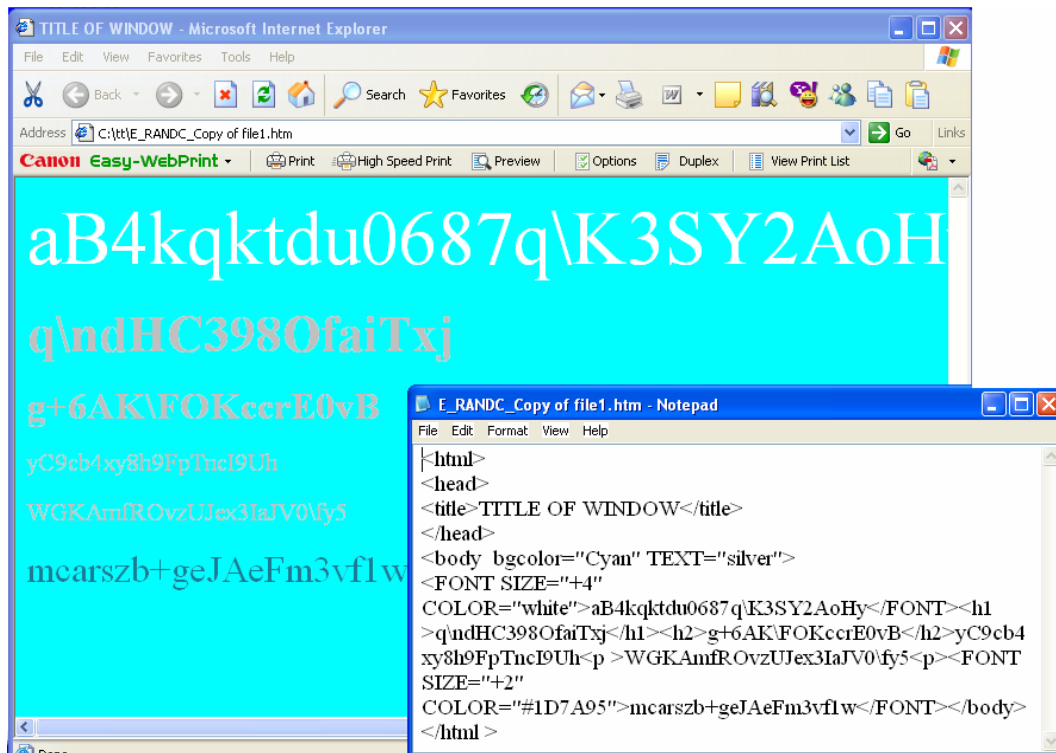 TITLE OF WINDOW - Microsoft Internet Explorer
File Edit View Favorites Tools Help
Back Search Favorites
Address C:\tt\E_RANDC_Copy of file1.htm Go Links
Canon Easy-WebPrint Print High Speed Print Preview Options Duplex View Print List
aB4kqktdu0687q\K3SY2AoH
q\ndHC398OfaiTxj
g+6AK\FOKccrE0vB
yC9cb4xy8h9FpTncI9Uh
WGKAmfROvzUJex3IaJV0\fy5
mcarszb+geJAeFm3vf1w
E_RANDC_Copy of file1.htm - Notepad
File Edit Format View Help
<html>
<head>
<title>TITLE OF WINDOW</title>
</head>
<body  bgcolor="Cyan" TEXT="silver">
<FONT SIZE="+4"
COLOR="white">aB4kqktdu0687q\K3SY2AoHy</FONT><h1
>q\ndHC398OfaiTxj</h1><h2>g+6AK\FOKccrE0vB</h2>yC9cb4
xy8h9FpTncI9Uh<p >WGKAmfROvzUJex3IaJV0\fy5<p><FONT
SIZE="+2"
COLOR="#1D7A95">mcarszb+geJAeFm3vf1w</FONT></body>
</html >